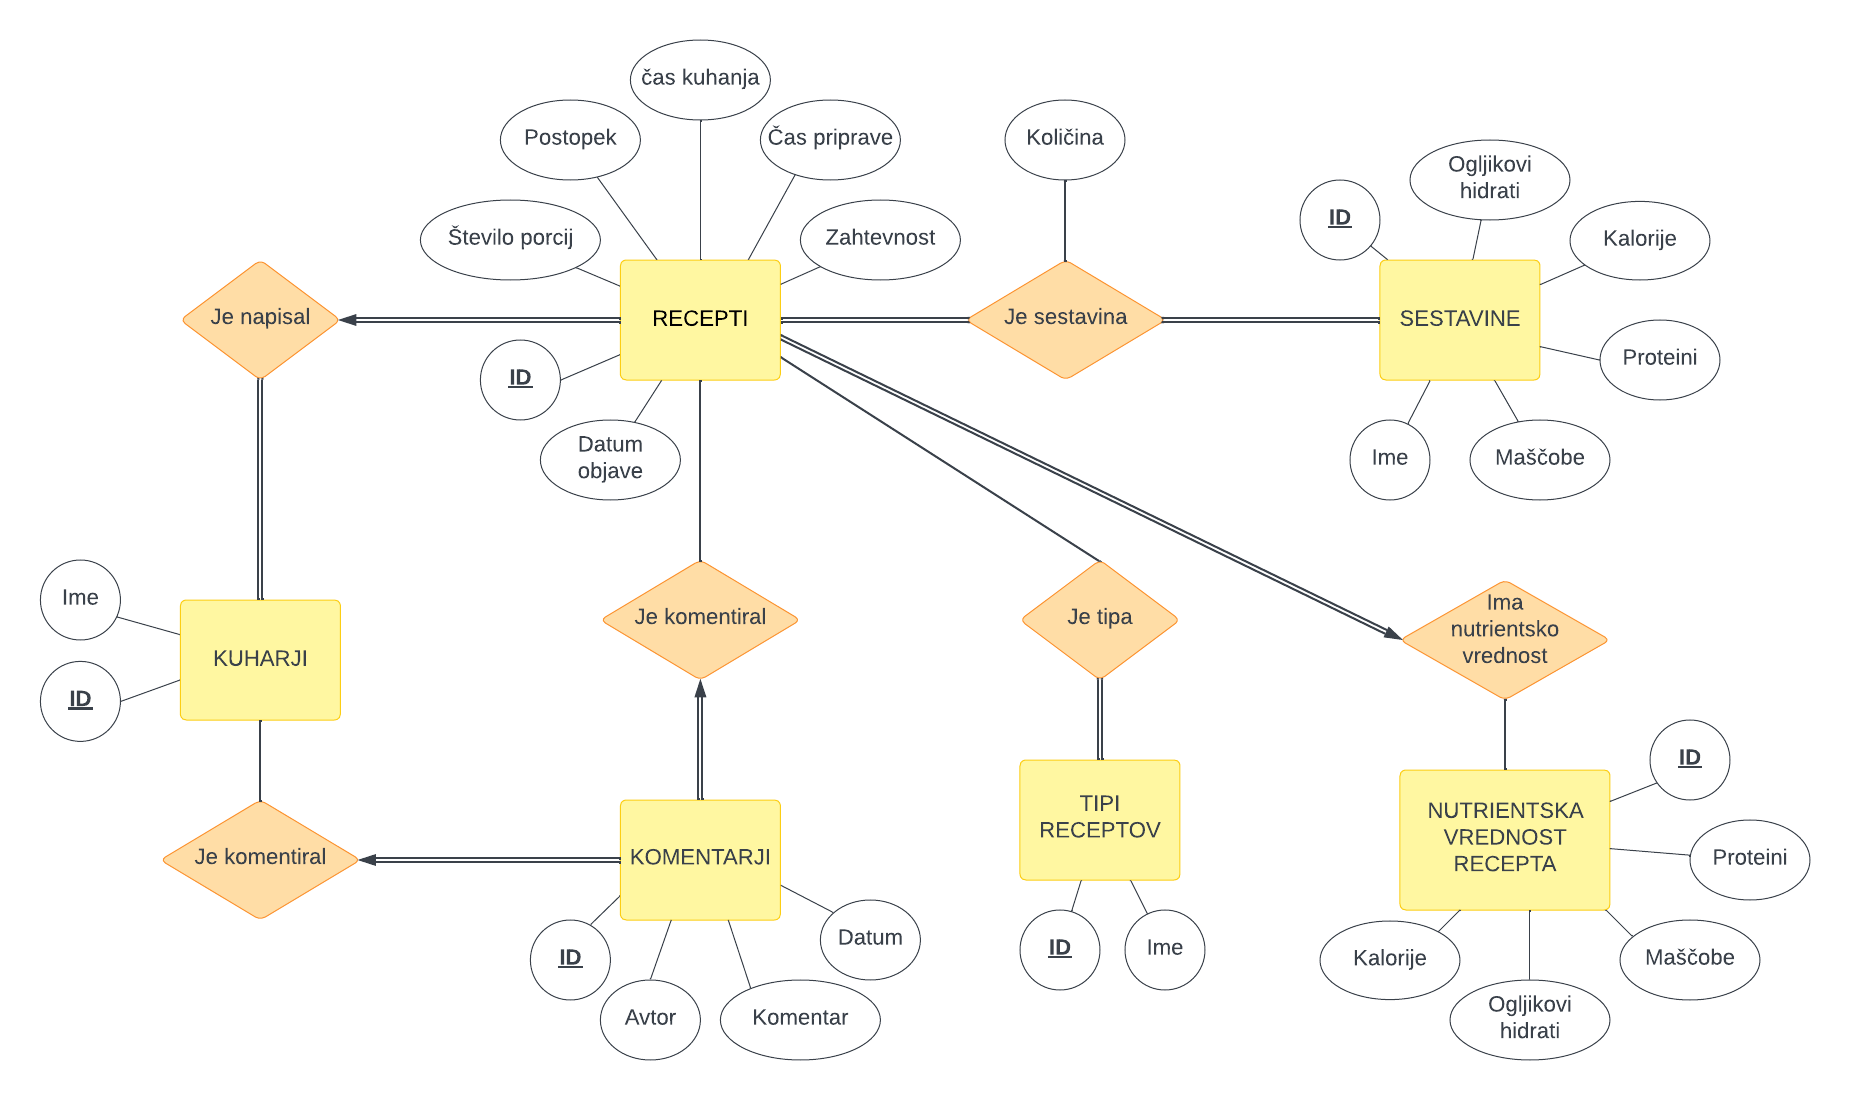 čas kuhanja
Postopek
Čas priprave
Količina
Ogljikovi
hidrati
ID
Število porcij
Zahtevnost
Kalorije
Je napisal
RECEPTI
Je sestavina
SESTAVINE
Proteini
ID
Datum
objave
Ime
Maščobe
Ime
KUHARJI
ID
Je komentiral
Je tipa
Ima
nutrientsko
vrednost
ID
TIPI
RECEPTOV
NUTRIENTSKA
VREDNOST
RECEPTA
Je komentiral
KOMENTARJI
Proteini
Datum
ID
Avtor
Komentar
ID
Ime
Kalorije
Maščobe
Ogljikovi
hidrati